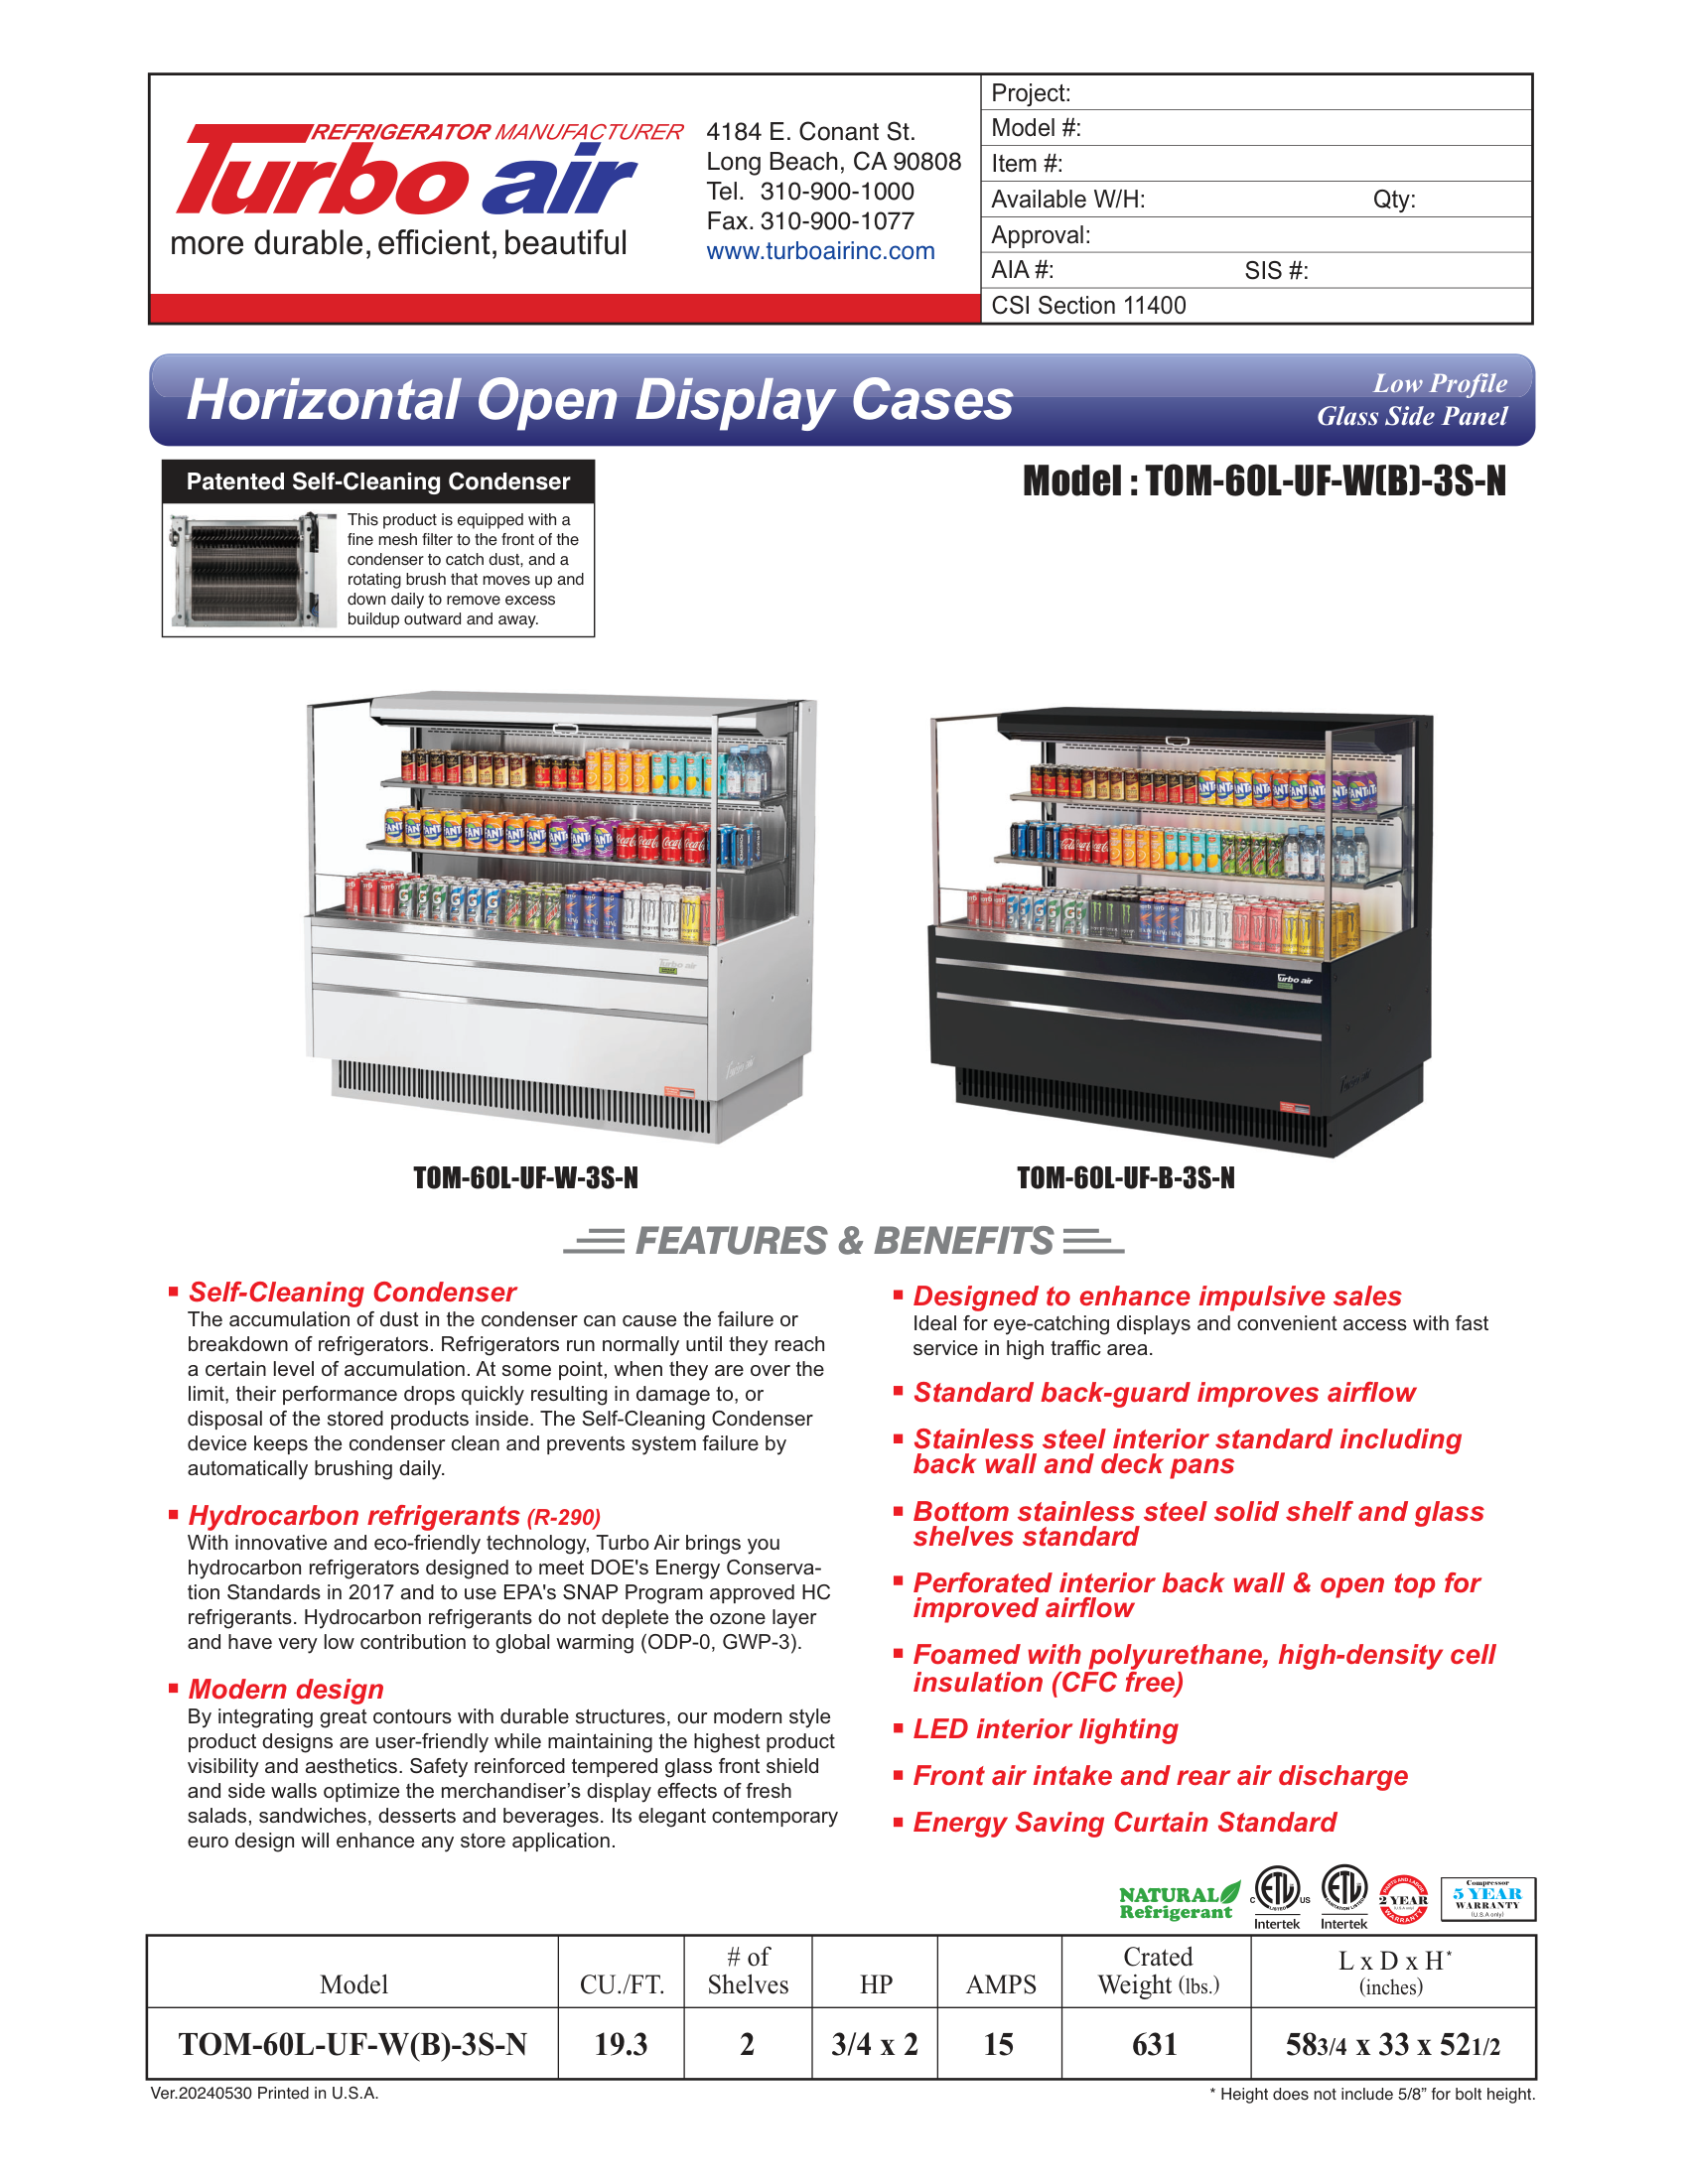 REFRIGERATOR MANUFACTURER
Turbo air
more durable, efficient, beautiful
4184 E. Conant St.
Long Beach, CA 90808
Tel. 310-900-1000
Fax. 310-900-1077
www.turboairinc.com
Project:
Model #:
Item #:
Available W/H: Qty:
Approval:
AIA #: SIS #:
CSI Section 11400
Horizontal Open Display Cases
Low Profile
Glass Side Panel
Patented Self-Cleaning Condenser
This product is equipped with a
fine mesh filter to the front of the
condenser to catch dust, and a
rotating brush that moves up and
down daily to remove excess
buildup outward and away.
Model : TOM-60L-UF-W(B)-3S-N
Turbo air
Turbo air
Turbo air
Turbo air
TOM-60L-UF-W-3S-N
TOM-60L-UF-B-3S-N
FEATURES & BENEFITS
Self-Cleaning Condenser
The accumulation of dust in the condenser can cause the failure or
breakdown of refrigerators. Refrigerators run normally until they reach
a certain level of accumulation. At some point, when they are over the
limit, their performance drops quickly resulting in damage to, or
disposal of the stored products inside. The Self-Cleaning Condenser
device keeps the condenser clean and prevents system failure by
automatically brushing daily.
Hydrocarbon refrigerants (R-290)
With innovative and eco-friendly technology, Turbo Air brings you
hydrocarbon refrigerators designed to meet DOE's Energy Conserva-
tion Standards in 2017 and to use EPA's SNAP Program approved HC
refrigerants. Hydrocarbon refrigerants do not deplete the ozone layer
and have very low contribution to global warming (ODP-0, GWP-3).
Modern design
By integrating great contours with durable structures, our modern style
product designs are user-friendly while maintaining the highest product
visibility and aesthetics. Safety reinforced tempered glass front shield
and side walls optimize the merchandiser's display effects of fresh
salads, sandwiches, desserts and beverages. Its elegant contemporary
euro design will enhance any store application.
Designed to enhance impulsive sales
Ideal for eye-catching displays and convenient access with fast
service in high traffic area.
Standard back-guard improves airflow
Stainless steel interior standard including
back wall and deck pans
Bottom stainless steel solid shelf and glass
shelves standard
Perforated interior back wall & open top for
improved airflow
Foamed with polyurethane, high-density cell
insulation (CFC free)
LED interior lighting
Front air intake and rear air discharge
Energy Saving Curtain Standard
NATURAL
Refrigerant
C ETL US
LISTED
Intertek
ETL
SANITATION LISTED
Intertek
PARTS AND LABOR
2 YEAR
(U.S.A only)
WARRANTY
Compressor
5 YEAR
WARRANTY
(U.S.A only)
Model CU./FT. # of Shelves HP AMPS Crated Weight (lbs.) L x D x H* (inches)
TOM-60L-UF-W(B)-3S-N 19.3 2 3/4 x 2 15 631 58 3/4 x 33 x 52 1/2
Ver.20240530 Printed in U.S.A.
* Height does not include 5/8” for bolt height.